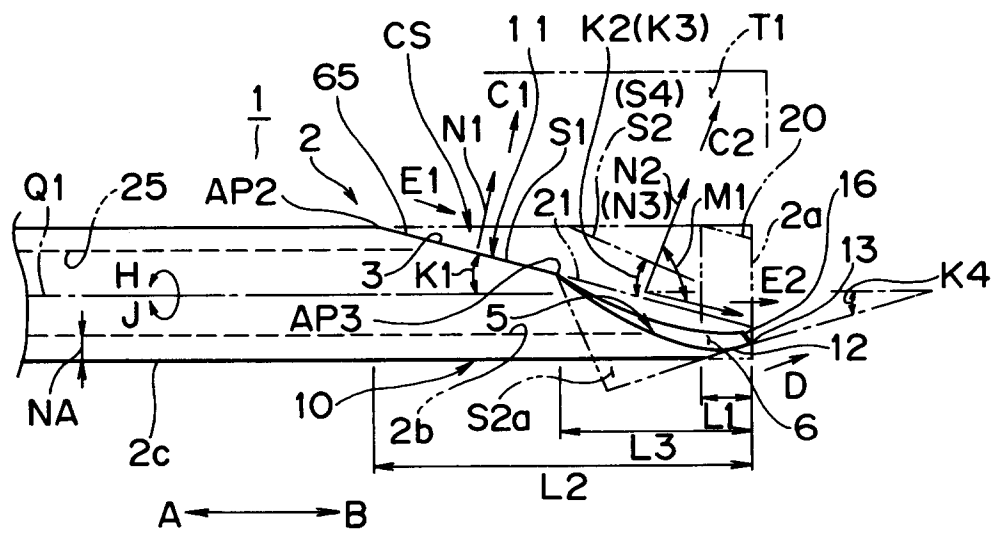 CS 11 K2(K3) T1
65 C1 (S4)
1 N1 S1 S2 C2 20
2 N2 16
Q1 25 AP2 E1 21 (N3) M1 2a
3 K1 13
H E2 K4
J AP3 5
NA 12
10 D
2c 2b S2a L1 6
L3
L2
A B